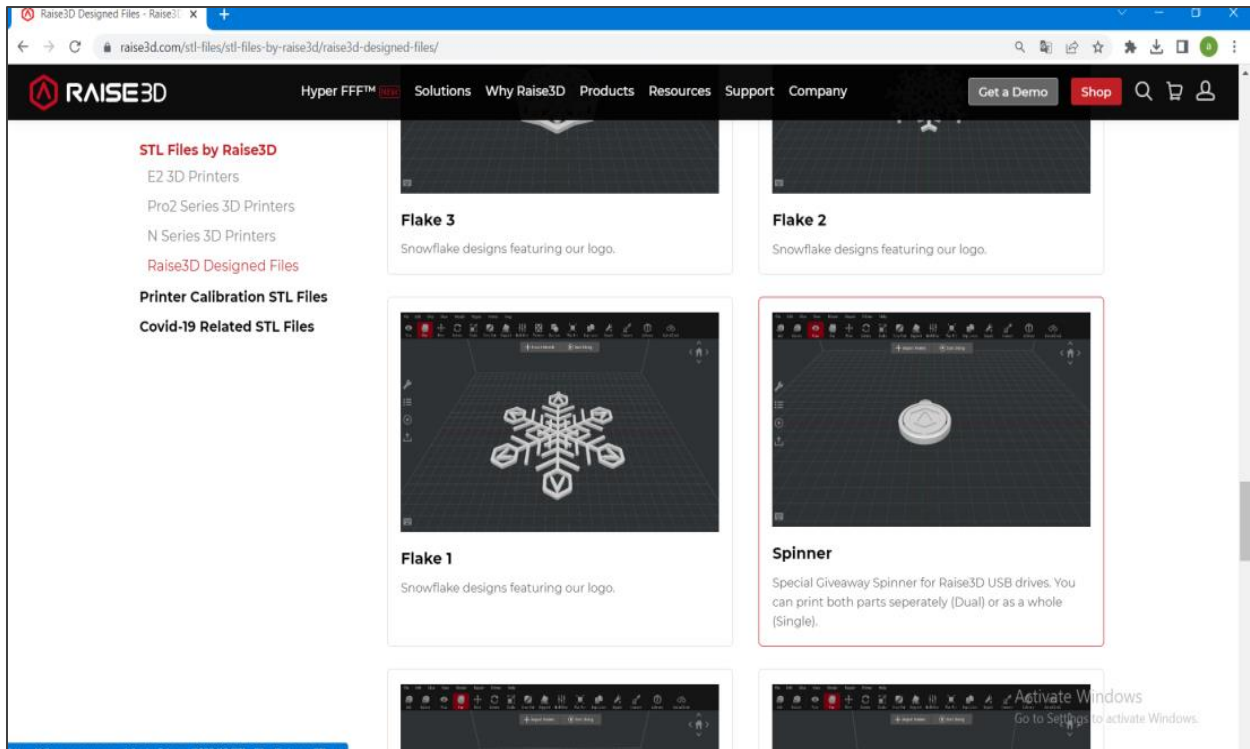 Raise3D Designed Files - Raise3D
raise3d.com/stl-files/stl-files-by-raise3d/raise3d-designed-files/
RAISE3D
Hyper FFF™ Solutions Why Raise3D Products Resources Support Company Get a Demo Shop
STL Files by Raise3D
E2 3D Printers
Pro2 Series 3D Printers
N Series 3D Printers
Raise3D Designed Files
Printer Calibration STL Files
Covid-19 Related STL Files
Flake 3
Snowflake designs featuring our logo.
Flake 2
Snowflake designs featuring our logo.
Flake 1
Snowflake designs featuring our logo.
Spinner
Special Giveaway Spinner for Raise3D USB drives. You
can print both parts seperately (Dual) or as a whole
(Single).
Activate Windows
Go to Settings to activate Windows.